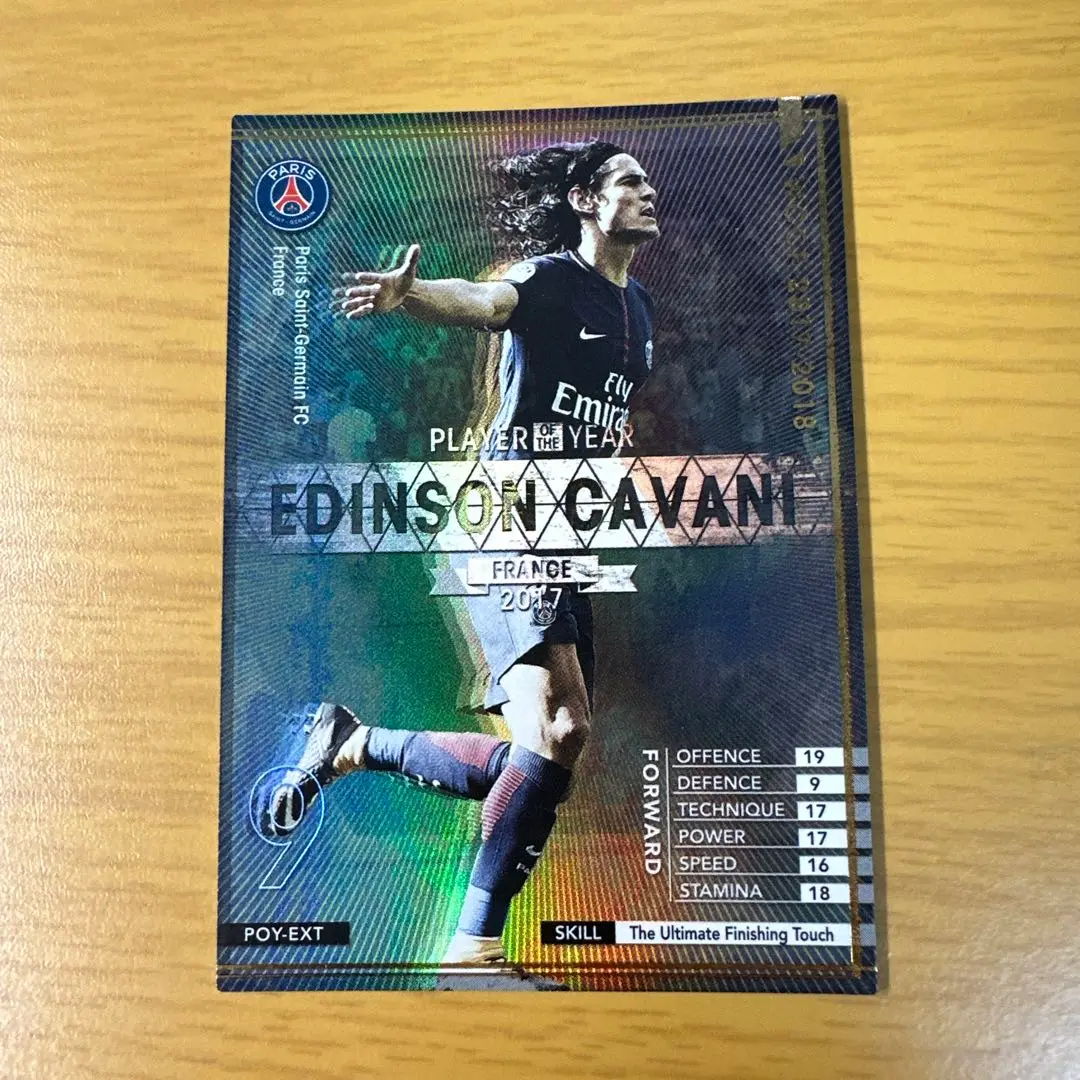 PARIS
SAINT-GERMAIN
Paris Saint-Germain FC
France
2017-2018
Fly
Emirates
PLAYER OF THE YEAR
EDINSON CAVANI
FRANCE
2017
9
FORWARD
OFFENCE 19
DEFENCE 9
TECHNIQUE 17
POWER 17
SPEED 16
STAMINA 18
POY-EXT
SKILL The Ultimate Finishing Touch